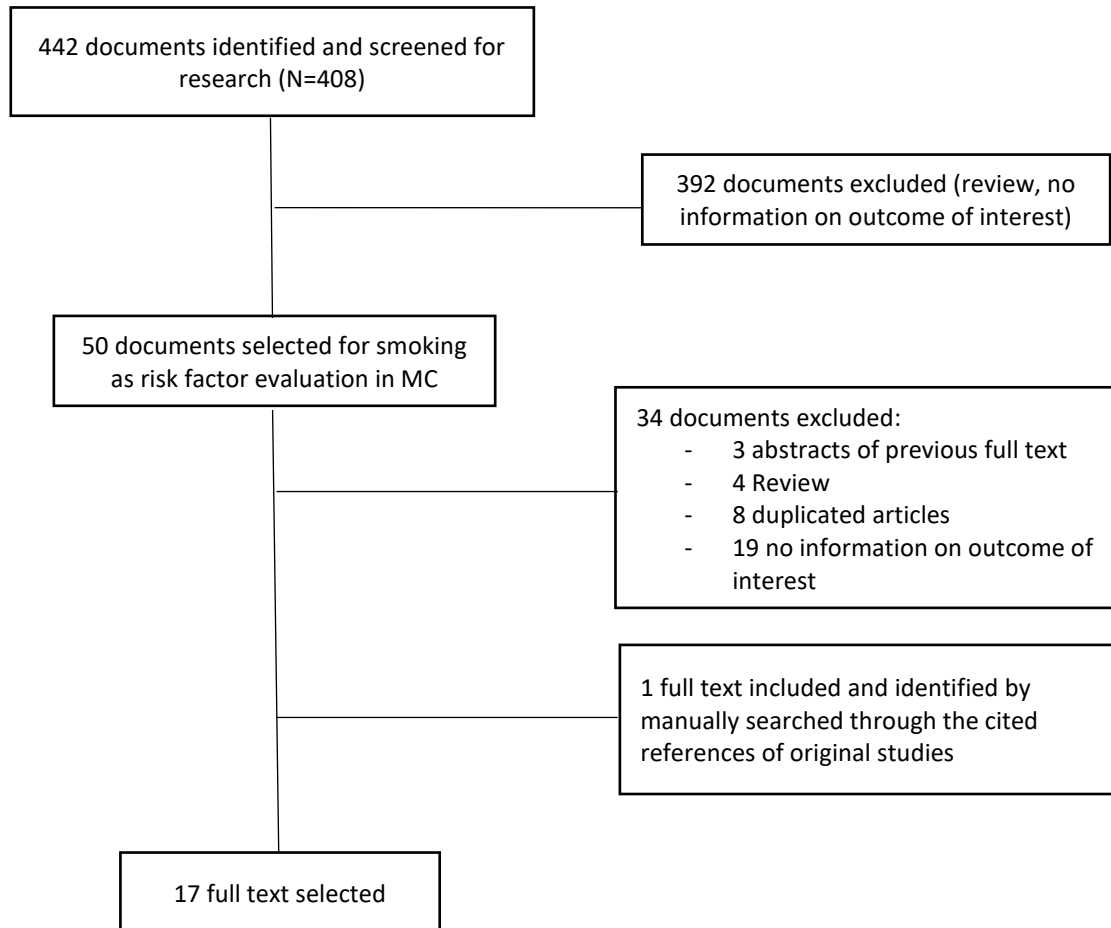 442 documents identified and screened for
research (N=408)
392 documents excluded (review, no
information on outcome of interest)
50 documents selected for smoking
as risk factor evaluation in MC
34 documents excluded:
- 3 abstracts of previous full text
- 4 Review
- 8 duplicated articles
- 19 no information on outcome of
interest
1 full text included and identified by
manually searched through the cited
references of original studies
17 full text selected